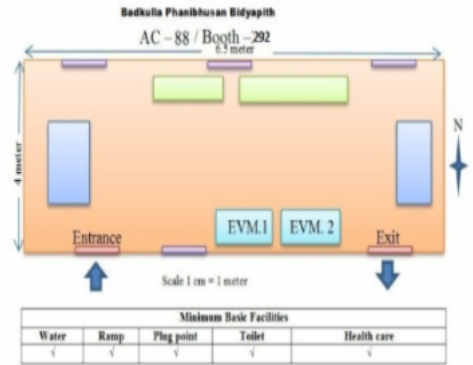 Badkulla Phanibhusan Bidyapith
AC – 88 / Booth –292
6.5 meter
4 meter
N
EVM.1 EVM. 2
Entrance Exit
Scale 1 cm = 1 meter
Minimum Basic Facilities
Water Ramp Plug point Toilet Health care
√ √ √ √ √